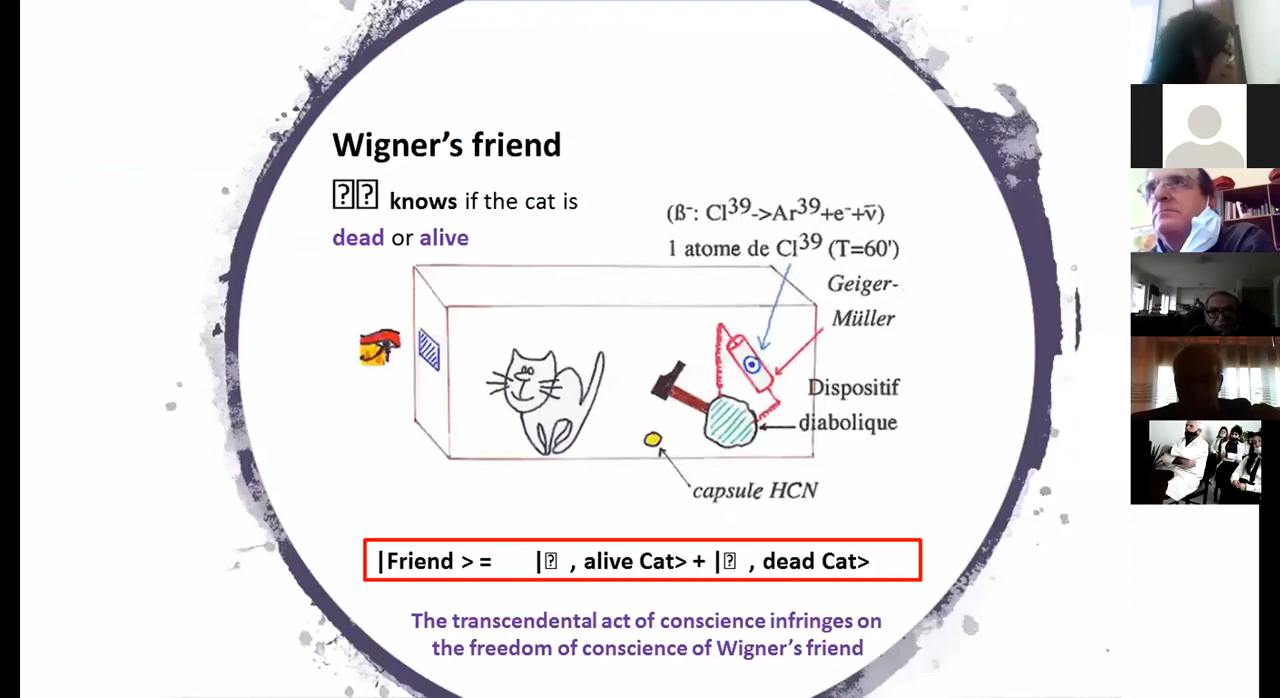 Wigner’s friend
⍰⍰ knows if the cat is
dead or alive
(ß⁻: Cl³⁹->Ar³⁹+e⁻+ν̅)
1 atome de Cl³⁹ (T=60')
Geiger-
Müller
Dispositif
diabolique
capsule HCN
|Friend > = |⍰ , alive Cat> + |⍰ , dead Cat>
The transcendental act of conscience infringes on
the freedom of conscience of Wigner’s friend